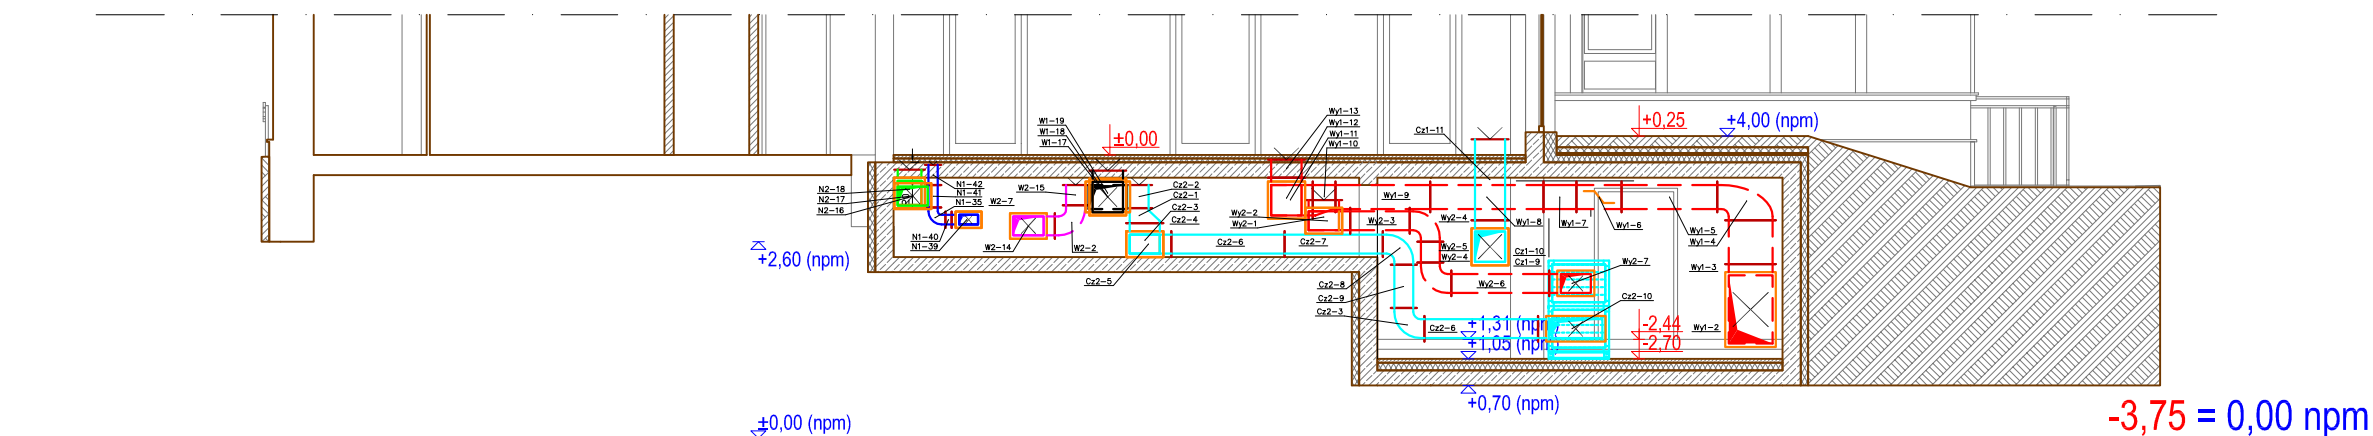 +0,25
+4,00 (npm)
±0,00
Wy1-13
Wy1-12
Wy1-11
Wy1-10
W1-19
W1-18
W1-17
Cz1-11
N2-18
N2-17
N2-16
N1-42
N1-41
N1-35
N1-40
N1-39
W2-15
W2-7
W2-14
W2-2
Cz2-2
Cz2-1
Cz2-3
Cz2-4
Cz2-5
Cz2-6
Cz2-7
Wy2-2
Wy2-1
Wy1-9
Wy2-3
Wy2-4
Wy2-5
Wy2-4
Wy2-6
Wy1-8
Wy1-7
Wy1-6
Wy1-5
Wy1-4
Wy1-3
Wy1-2
Cz1-10
Cz1-9
Wy2-7
Cz2-10
Cz2-8
Cz2-9
Cz2-3
Cz2-6
+2,60 (npm)
+1,31 (npm)
+1,05 (npm)
-2,44
-2,70
+0,70 (npm)
±0,00 (npm)
-3,75 = 0,00 npm